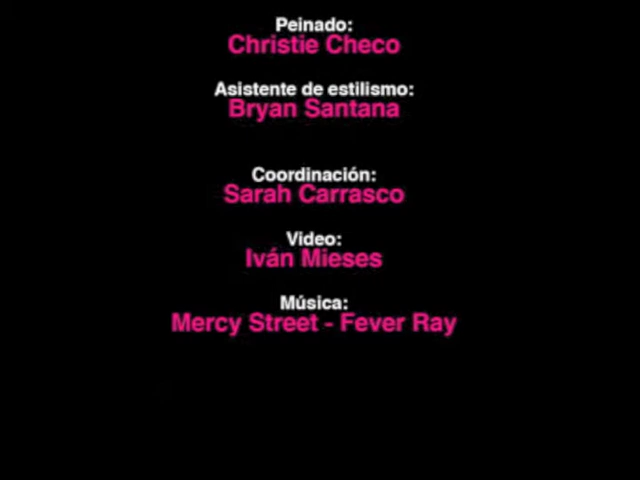 Peinado:
Christie Checo
Asistente de estilismo:
Bryan Santana
Coordinación:
Sarah Carrasco
Video:
Iván Mieses
Música:
Mercy Street - Fever Ray